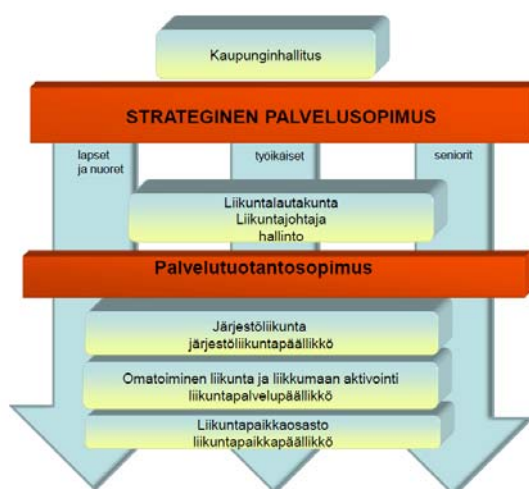 Kaupunginhallitus
STRATEGINEN PALVELUSOPIMUS
lapset
ja nuoret
työikäiset
seniorit
Liikuntalautakunta
Liikuntajohtaja
hallinto
Palvelutuotantosopimus
Järjestöliikunta
järjestöliikuntapäällikkö
Omatoiminen liikunta ja liikkumaan aktivointi
liikuntapalvelupäällikkö
Liikuntapaikkaosasto
liikuntapaikkapäällikkö